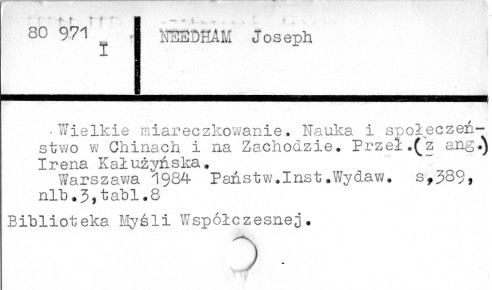 80 971
I
NEEDHAM Joseph
Wielkie miareczkowanie. Nauka i społeczeń-
stwo w Chinach i na Zachodzie. Przeł.(z ang.)
Irena Kałużyńska.
Warszawa 1984 Państw.Inst.Wydaw. s,389,
nlb.3,tabl.8
Biblioteka Myśli Współczesnej.